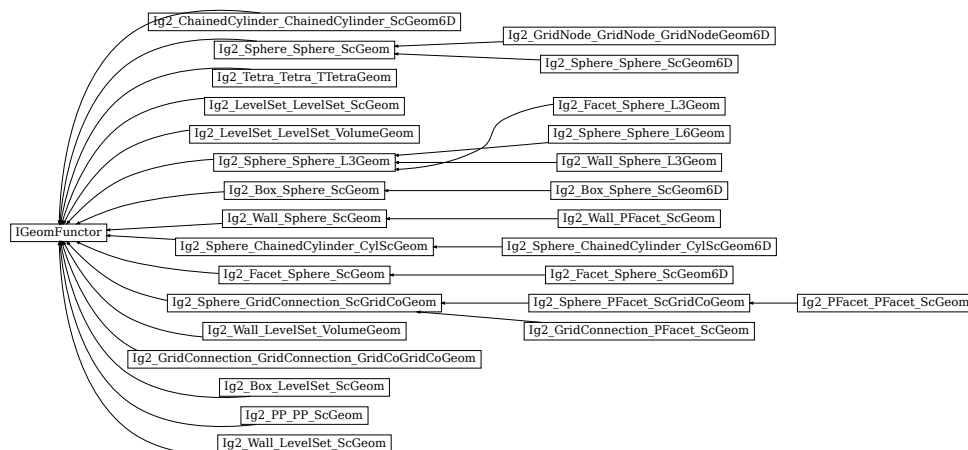 Ig2_ChainedCylinder_ChainedCylinder_ScGeom6D
Ig2_GridNode_GridNode_GridNodeGeom6D
Ig2_Sphere_Sphere_ScGeom
Ig2_Sphere_Sphere_ScGeom6D
Ig2_Tetra_Tetra_TTetraGeom
Ig2_LevelSet_LevelSet_ScGeom
Ig2_Facet_Sphere_L3Geom
Ig2_LevelSet_LevelSet_VolumeGeom
Ig2_Sphere_Sphere_L6Geom
Ig2_Sphere_Sphere_L3Geom
Ig2_Wall_Sphere_L3Geom
Ig2_Box_Sphere_ScGeom
Ig2_Box_Sphere_ScGeom6D
Ig2_Wall_Sphere_ScGeom
Ig2_Wall_PFacet_ScGeom
IGeomFunctor
Ig2_Sphere_ChainedCylinder_CylScGeom
Ig2_Sphere_ChainedCylinder_CylScGeom6D
Ig2_Facet_Sphere_ScGeom
Ig2_Facet_Sphere_ScGeom6D
Ig2_Sphere_GridConnection_ScGridCoGeom
Ig2_Sphere_PFacet_ScGridCoGeom
Ig2_PFacet_PFacet_ScGeom
Ig2_Wall_LevelSet_VolumeGeom
Ig2_GridConnection_PFacet_ScGeom
Ig2_GridConnection_GridConnection_GridCoGridCoGeom
Ig2_Box_LevelSet_ScGeom
Ig2_PP_PP_ScGeom
Ig2_Wall_LevelSet_ScGeom